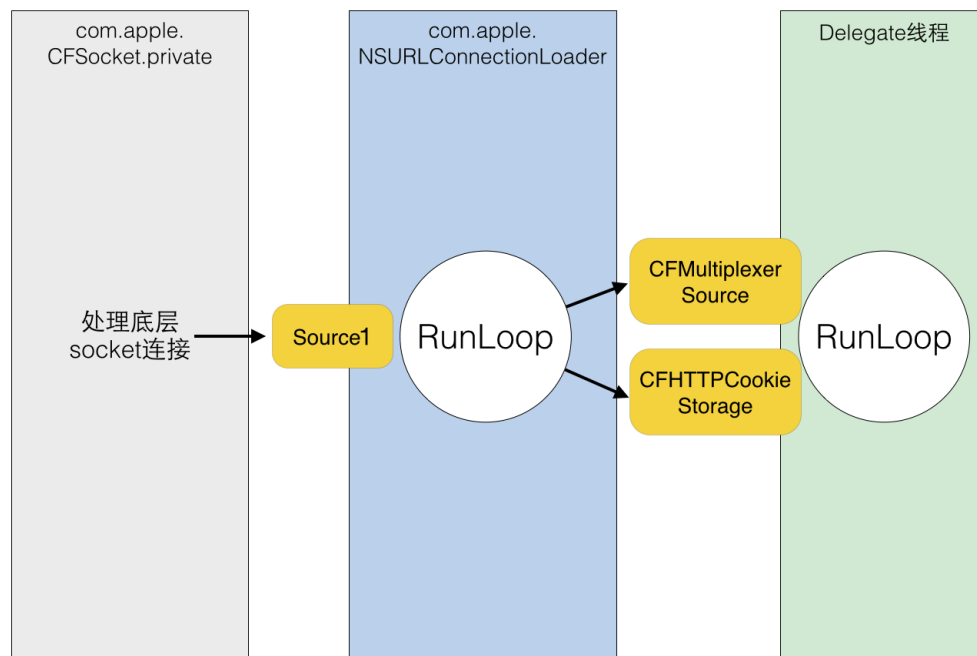 com.apple.
CFSocket.private
com.apple.
NSURLConnectionLoader
Delegate线程
处理底层
socket连接
Source1
RunLoop
CFMultiplexer
Source
CFHTTPCookie
Storage
RunLoop